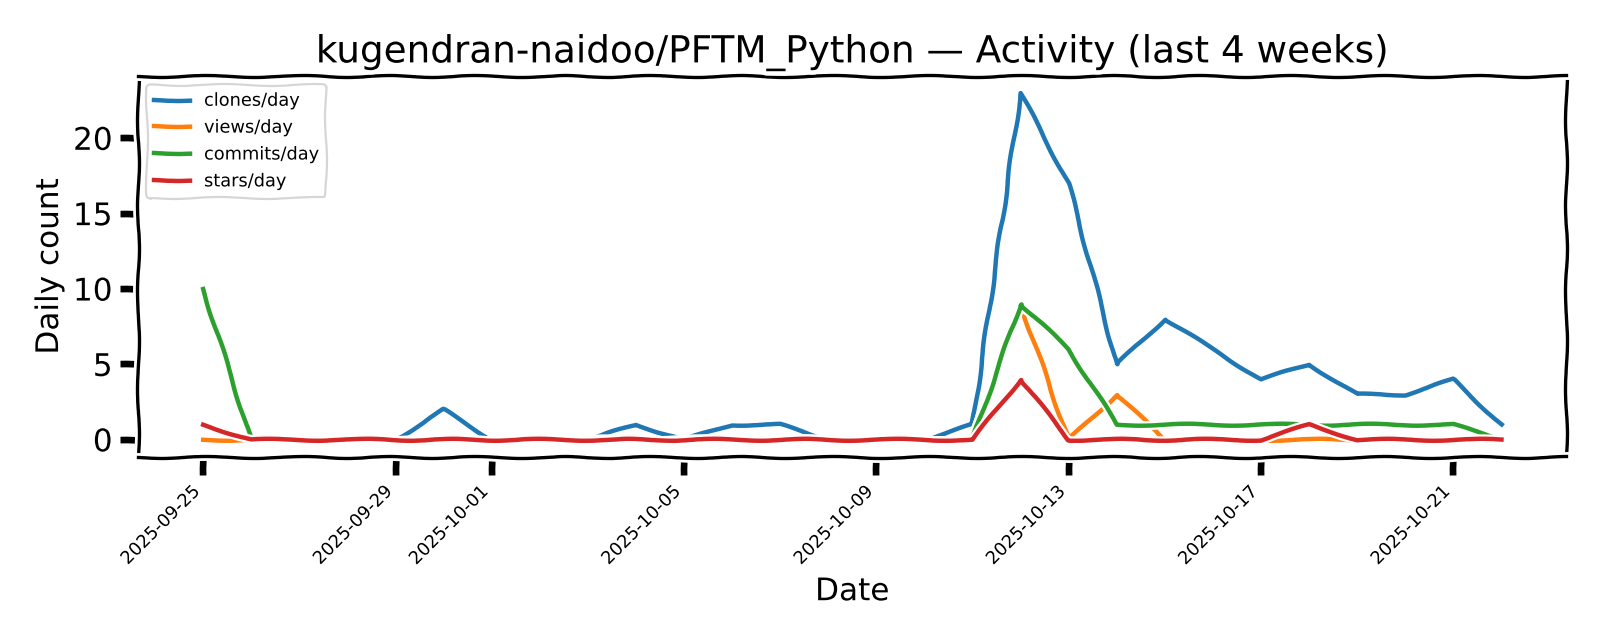 kugendran-naidoo/PFTM_Python — Activity (last 4 weeks)
clones/day
views/day
commits/day
stars/day
Daily count
20
15
10
5
0
2025-09-25
2025-09-29
2025-10-01
2025-10-05
2025-10-09
2025-10-13
2025-10-17
2025-10-21
Date